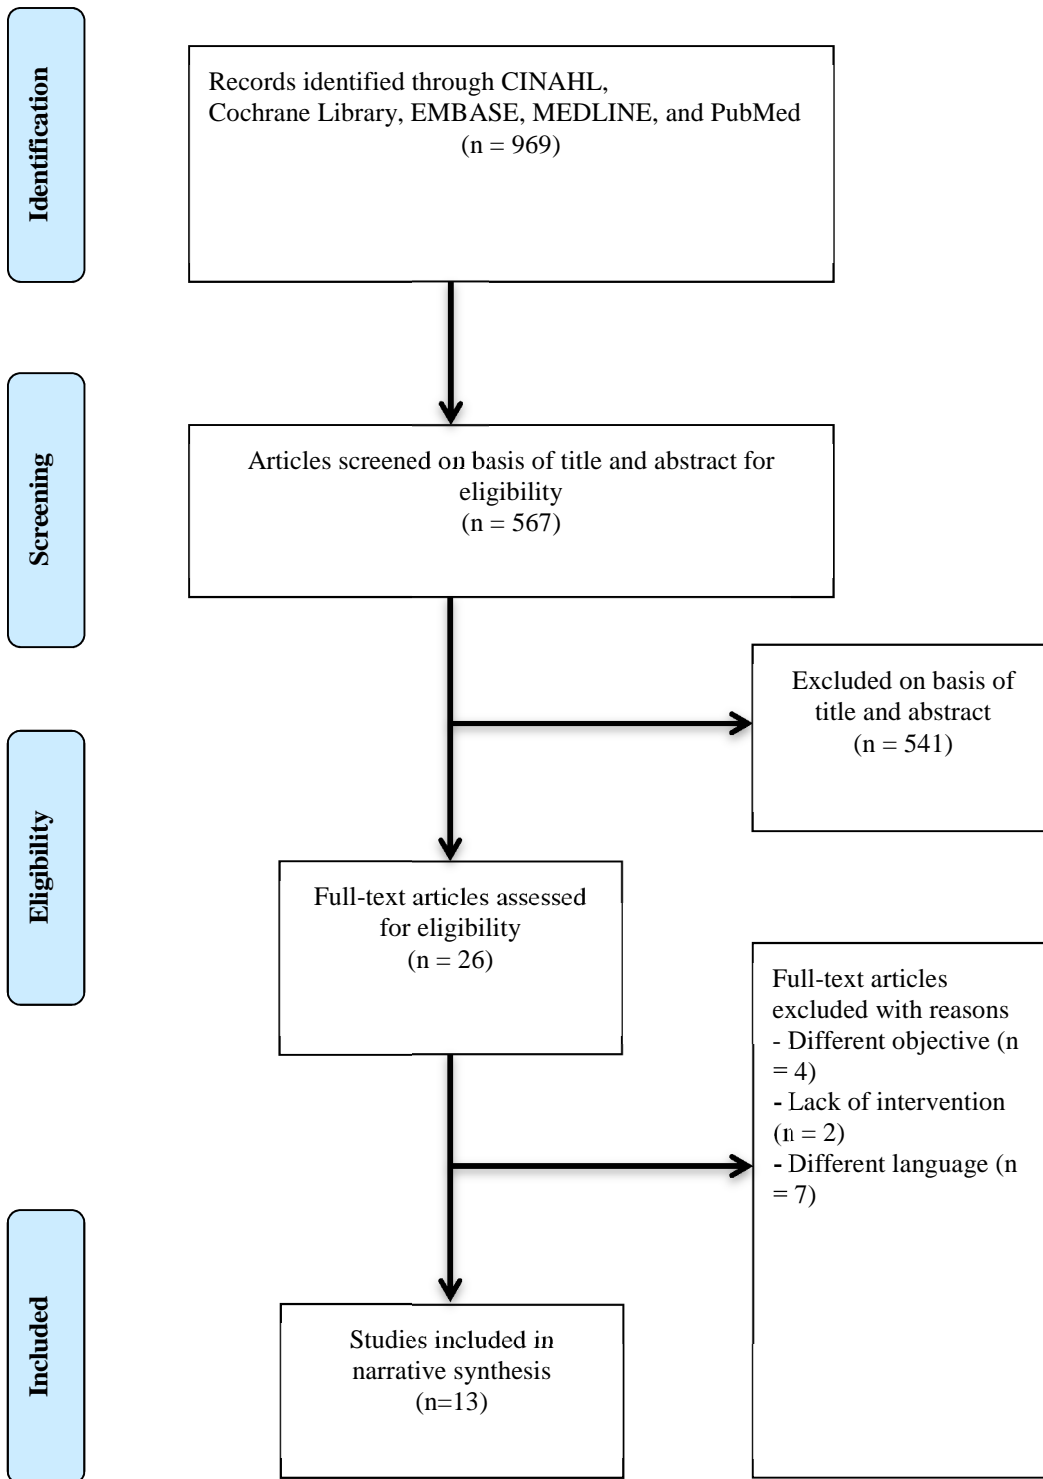 Identification
Records identified through CINAHL,
Cochrane Library, EMBASE, MEDLINE, and PubMed
(n = 969)
Screening
Articles screened on basis of title and abstract for
eligibility
(n = 567)
Excluded on basis of
title and abstract
(n = 541)
Eligibility
Full-text articles assessed
for eligibility
(n = 26)
Full-text articles
excluded with reasons
- Different objective (n
= 4)
- Lack of intervention
(n = 2)
- Different language (n
= 7)
Included
Studies included in
narrative synthesis
(n=13)